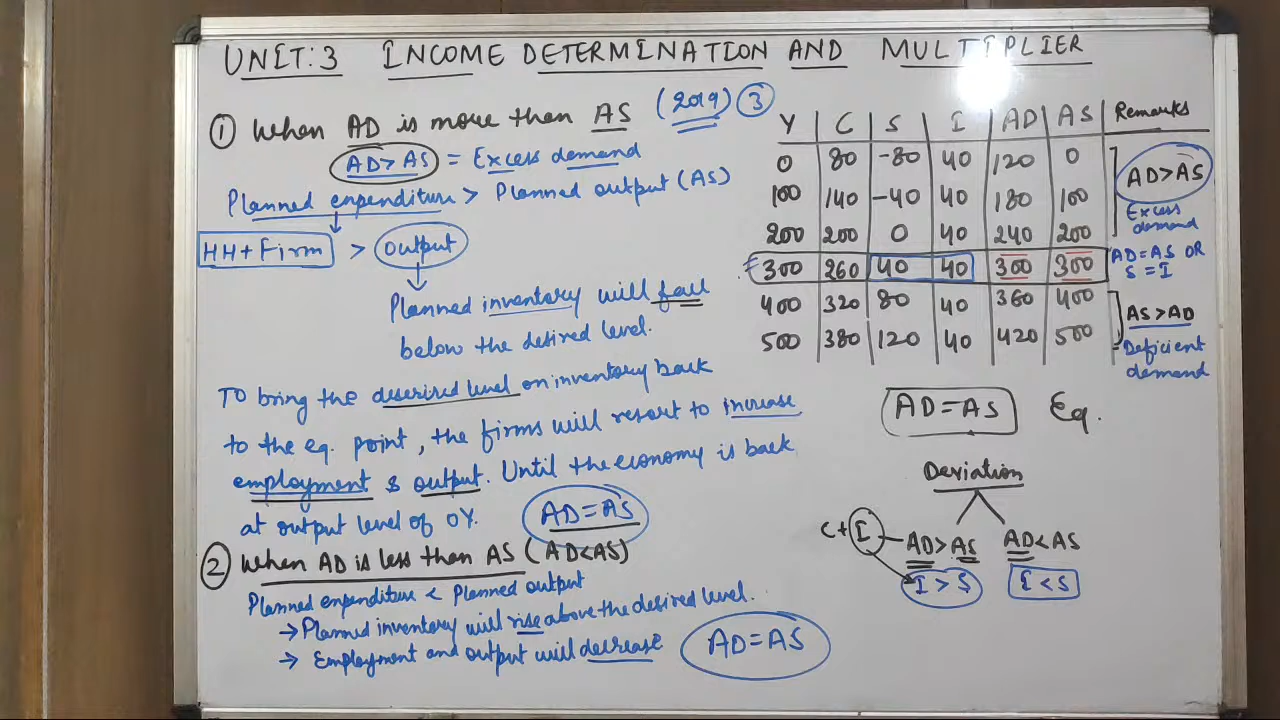 UNIT:3 INCOME DETERMINATION AND MULTIPLIER
① When AD is more than AS (2019) ③
AD>AS = Excess demand
Planned expenditure > Planned output (AS)
HH+Firm > Output
Planned inventory will fall
below the desired level.
To bring the deserired level on inventory back
to the eq. point, the firms will resort to increase
employment & output. Until the economy is back
at output level of OY. AD=AS
② When AD is less than AS (AD<AS)
Planned expenditure < Planned output
→ Planned inventory will rise above the desired level.
→ Employment and output will decrease AD=AS
Y C S I AD AS Remarks
0 80 -80 40 120 0
100 140 -40 40 180 100
200 200 0 40 240 200
300 260 40 40 300 300
400 320 80 40 360 400
500 380 120 40 420 500
AD>AS
Excess
demand
AD=AS OR
S=I
AS>AD
Deficient
demand
AD=AS Eq.
Deviation
C+I — AD>AS AD<AS
I>S I<S